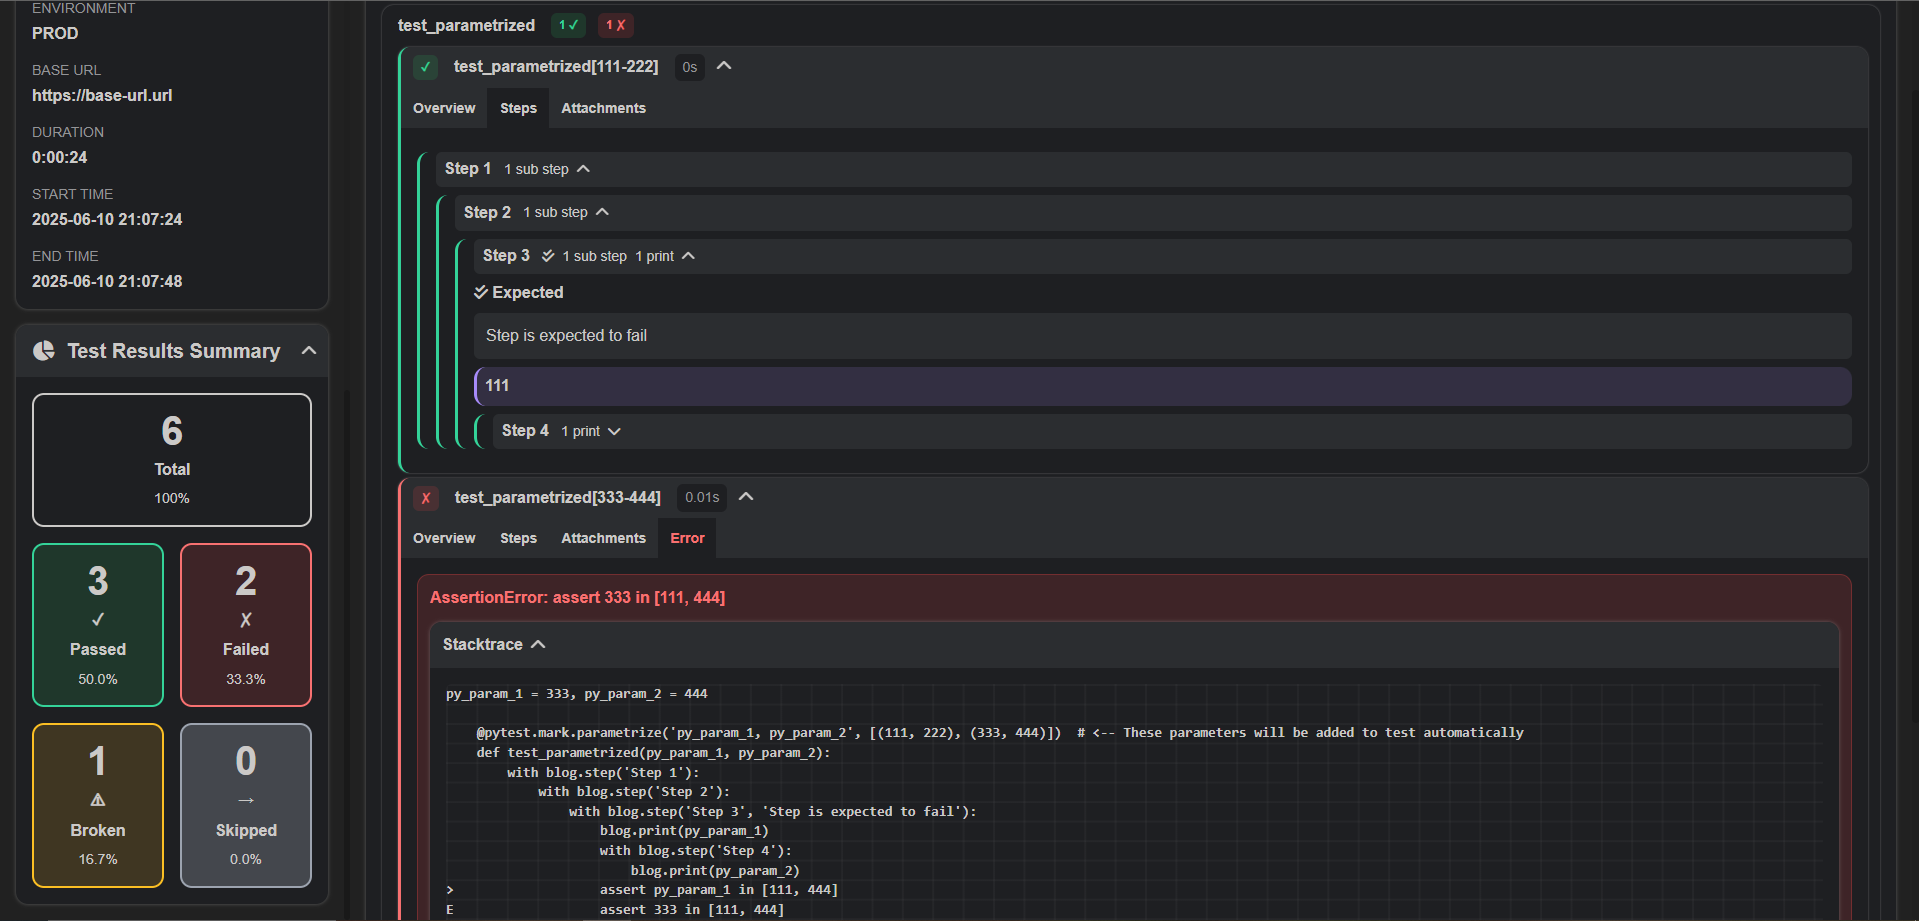 ENVIRONMENT
PROD
BASE URL
https://base-url.url
DURATION
0:00:24
START TIME
2025-06-10 21:07:24
END TIME
2025-06-10 21:07:48
Test Results Summary
6
Total
100%
3
✓
Passed
50.0%
2
✗
Failed
33.3%
1
⚠
Broken
16.7%
0
→
Skipped
0.0%
test_parametrized 1 ✓ 1 ✗
✓ test_parametrized[111-222] 0s
Overview Steps Attachments
Step 1 1 sub step
Step 2 1 sub step
Step 3 1 sub step 1 print
Expected
Step is expected to fail
111
Step 4 1 print
✗ test_parametrized[333-444] 0.01s
Overview Steps Attachments Error
AssertionError: assert 333 in [111, 444]
Stacktrace
py_param_1 = 333, py_param_2 = 444
    @pytest.mark.parametrize('py_param_1, py_param_2', [(111, 222), (333, 444)])  # <-- These parameters will be added to test automatically
    def test_parametrized(py_param_1, py_param_2):
        with blog.step('Step 1'):
            with blog.step('Step 2'):
                with blog.step('Step 3', 'Step is expected to fail'):
                    blog.print(py_param_1)
                    with blog.step('Step 4'):
                        blog.print(py_param_2)
>                   assert py_param_1 in [111, 444]
E                   assert 333 in [111, 444]